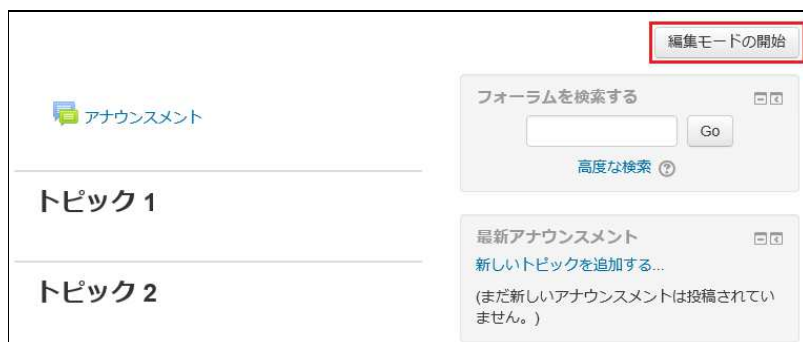 編集モードの開始
アナウンスメント
トピック 1
トピック 2
フォーラムを検索する
Go
高度な検索
最新アナウンスメント
新しいトピックを追加する...
(まだ新しいアナウンスメントは投稿されてい
ません。)